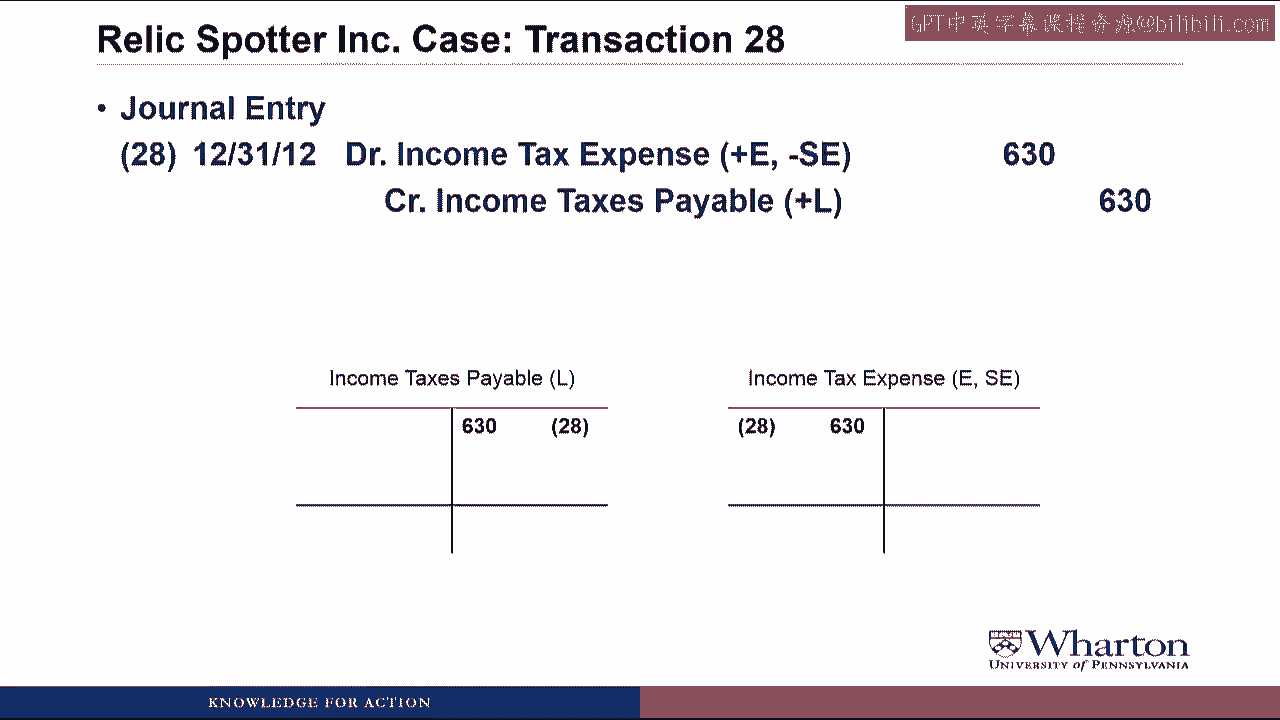 GPT中英字幕课程资源@bilibili.com
Relic Spotter Inc. Case: Transaction 28
• Journal Entry
(28) 12/31/12 Dr. Income Tax Expense (+E, -SE) 630
Cr. Income Taxes Payable (+L) 630
Income Taxes Payable (L) Income Tax Expense (E, SE)
630 (28) (28) 630
Wharton
UNIVERSITY of PENNSYLVANIA
KNOWLEDGE FOR ACTION